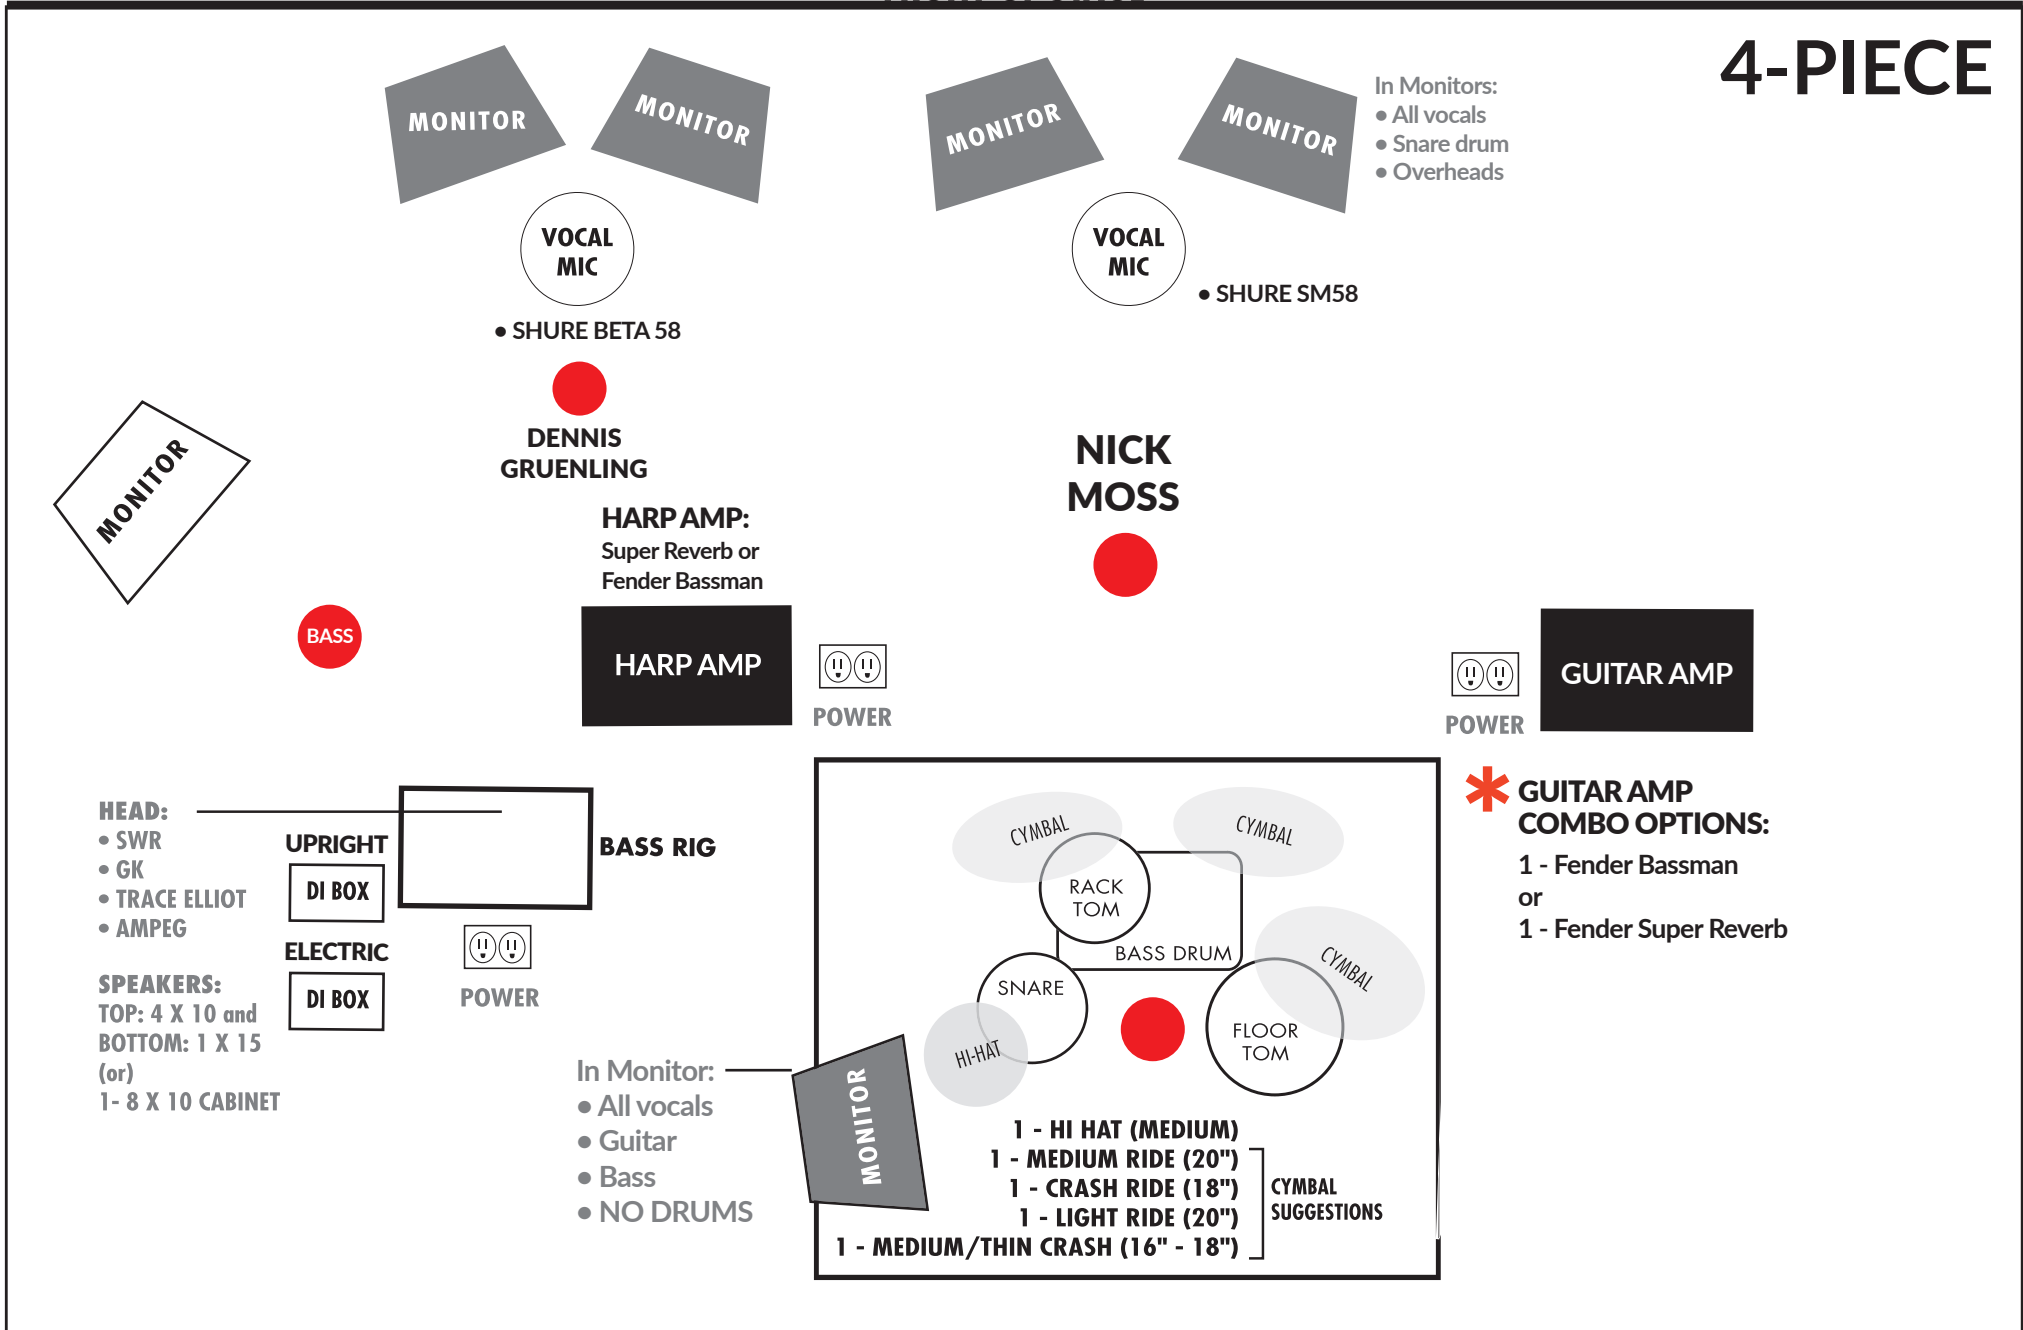 4-PIECE
MONITOR
MONITOR
MONITOR
MONITOR
In Monitors:
• All vocals
• Snare drum
• Overheads
VOCAL
MIC
• SHURE BETA 58
VOCAL
MIC
• SHURE SM58
DENNIS
GRUENLING
NICK
MOSS
MONITOR
BASS
HARP AMP:
Super Reverb or
Fender Bassman
HARP AMP
POWER
POWER
GUITAR AMP
* GUITAR AMP
COMBO OPTIONS:
1 - Fender Bassman
or
1 - Fender Super Reverb
HEAD:
• SWR
• GK
• TRACE ELLIOT
• AMPEG
SPEAKERS:
TOP: 4 X 10 and
BOTTOM: 1 X 15
(or)
1- 8 X 10 CABINET
UPRIGHT
DI BOX
ELECTRIC
DI BOX
BASS RIG
POWER
CYMBAL
CYMBAL
RACK
TOM
BASS DRUM
CYMBAL
SNARE
HI-HAT
FLOOR
TOM
In Monitor:
• All vocals
• Guitar
• Bass
• NO DRUMS
MONITOR
1 - HI HAT (MEDIUM)
1 - MEDIUM RIDE (20")
1 - CRASH RIDE (18")
1 - LIGHT RIDE (20")
1 - MEDIUM/THIN CRASH (16" - 18")
CYMBAL
SUGGESTIONS